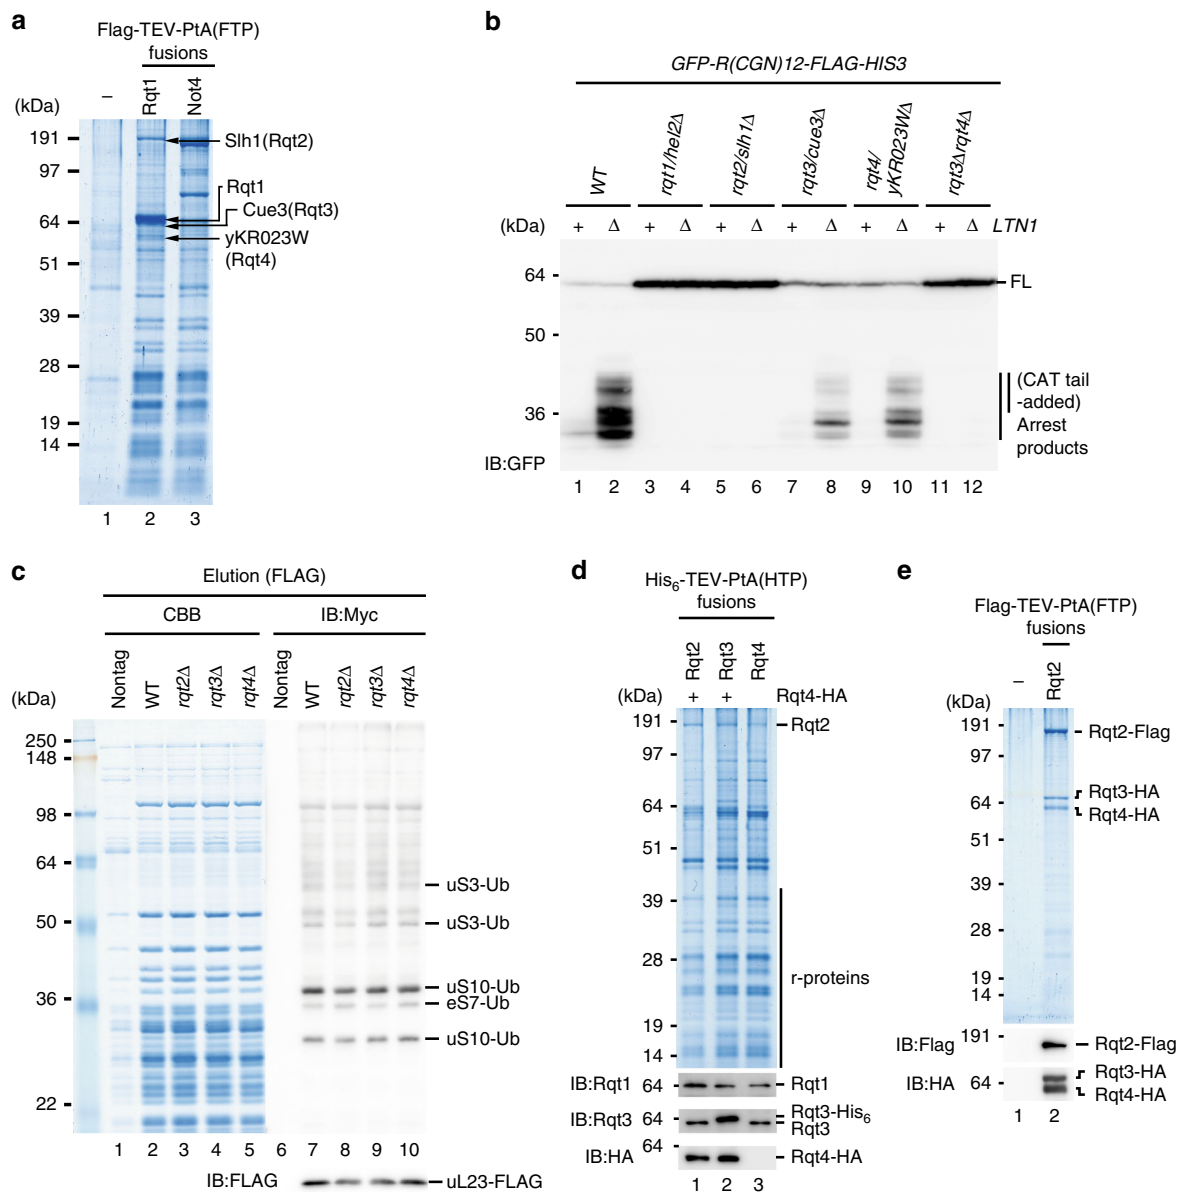 a
Flag-TEV-PtA(FTP)
fusions
(kDa)
–
Rqt1
Not4
191
97
64
51
39
28
19
14
Slh1(Rqt2)
Rqt1
Cue3(Rqt3)
yKR023W
(Rqt4)
1 2 3
b
GFP-R(CGN)12-FLAG-HIS3
WT
rqt1/hel2Δ
rqt2/slh1Δ
rqt3/cue3Δ
rqt4/
yKR023WΔ
rqt3Δrqt4Δ
(kDa) + Δ + Δ + Δ + Δ + Δ + Δ LTN1
64
50
36
FL
(CAT tail
-added)
Arrest
products
IB:GFP
1 2 3 4 5 6 7 8 9 10 11 12
c
Elution (FLAG)
CBB IB:Myc
(kDa)
Nontag
WT
rqt2Δ
rqt3Δ
rqt4Δ
Nontag
WT
rqt2Δ
rqt3Δ
rqt4Δ
250
148
98
64
50
36
22
uS3-Ub
uS3-Ub
uS10-Ub
eS7-Ub
uS10-Ub
1 2 3 4 5 6 7 8 9 10
IB:FLAG uL23-FLAG
d
His6-TEV-PtA(HTP)
fusions
Rqt2
Rqt3
Rqt4
(kDa) + + Rqt4-HA
191
97
64
51
39
28
19
14
Rqt2
r-proteins
IB:Rqt1 64 Rqt1
IB:Rqt3 64 Rqt3-His6
Rqt3
64
IB:HA Rqt4-HA
1 2 3
e
Flag-TEV-PtA(FTP)
fusions
–
Rqt2
(kDa)
191
97
64
51
39
28
19
14
Rqt2-Flag
Rqt3-HA
Rqt4-HA
191
IB:Flag Rqt2-Flag
IB:HA 64 Rqt3-HA
Rqt4-HA
1 2